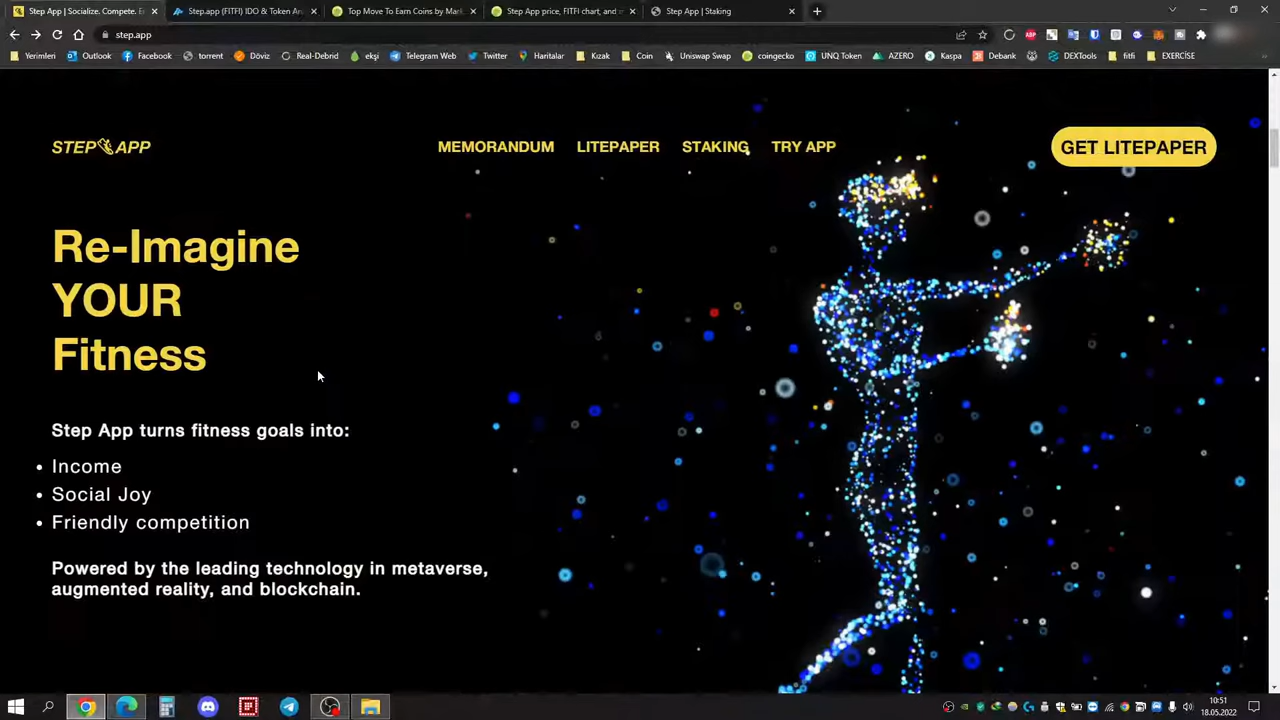 Step App | Socialize. Compete. E
Step.app (FITFI) IDO & Token An
Top Move To Earn Coins by Mark
Step App price, FITFI chart, and m
Step App | Staking
step.app
Yerimleri
Outlook
Facebook
torrent
Döviz
Real-Debrid
ekşi
Telegram Web
Twitter
Haritalar
Kızak
Coin
Uniswap Swap
coingecko
UNQ Token
AZERO
Kaspa
Debank
DEXTools
fitfi
EXERCİSE
STEP APP
MEMORANDUM
LITEPAPER
STAKING
TRY APP
GET LITEPAPER
Re-Imagine
YOUR
Fitness
Step App turns fitness goals into:
• Income
• Social Joy
• Friendly competition
Powered by the leading technology in metaverse,
augmented reality, and blockchain.
10:51
18.05.2022